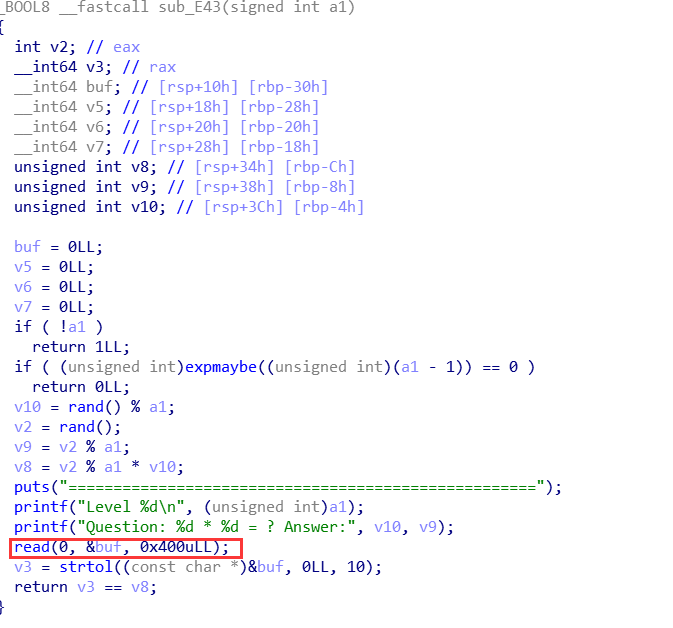 _BOOL8 __fastcall sub_E43(signed int a1)
{
int v2; // eax
__int64 v3; // rax
__int64 buf; // [rsp+10h] [rbp-30h]
__int64 v5; // [rsp+18h] [rbp-28h]
__int64 v6; // [rsp+20h] [rbp-20h]
__int64 v7; // [rsp+28h] [rbp-18h]
unsigned int v8; // [rsp+34h] [rbp-Ch]
unsigned int v9; // [rsp+38h] [rbp-8h]
unsigned int v10; // [rsp+3Ch] [rbp-4h]
buf = 0LL;
v5 = 0LL;
v6 = 0LL;
v7 = 0LL;
if ( !a1 )
return 1LL;
if ( (unsigned int)expmaybe((unsigned int)(a1 - 1)) == 0 )
return 0LL;
v10 = rand() % a1;
v2 = rand();
v9 = v2 % a1;
v8 = v2 % a1 * v10;
puts("====================================================");
printf("Level %d\n", (unsigned int)a1);
printf("Question: %d * %d = ? Answer:", v10, v9);
read(0, &buf, 0x400uLL);
v3 = strtol((const char *)&buf, 0LL, 10);
return v3 == v8;
}